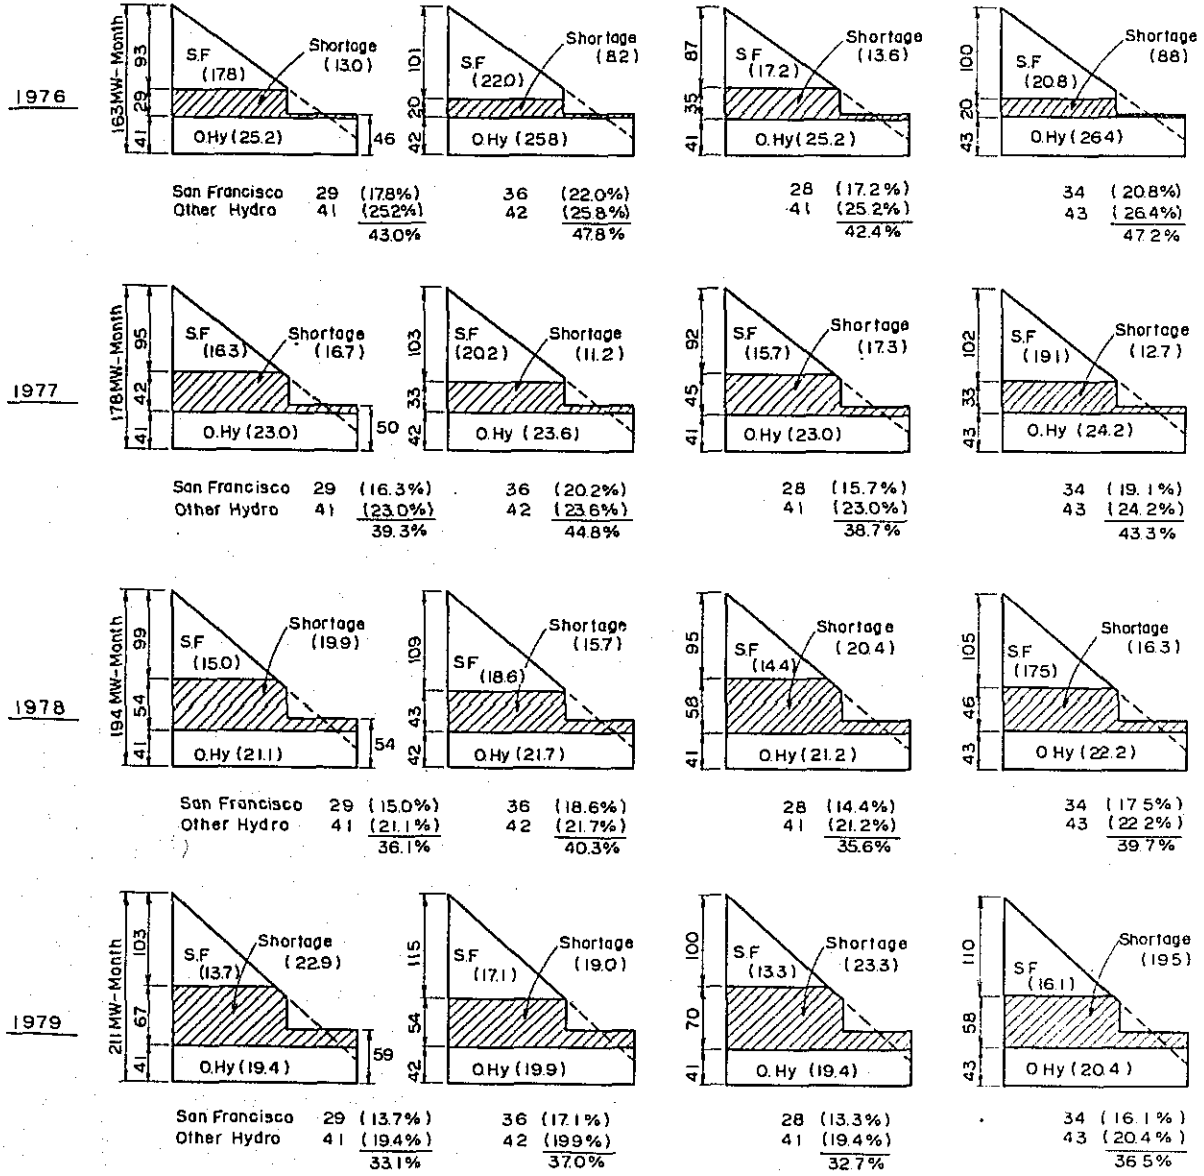 1976
163MW-Month
93
29
41
S.F
(17.8)
Shortage
(13.0)
O.Hy (25.2)
46
101
20
42
S.F
(22.0)
Shortage
(8.2)
O.Hy (258)
87
35
41
S.F
(17.2)
Shortage
(13.6)
O.Hy (25.2)
100
20
43
S.F
(20.8)
Shortage
(88)
O.Hy (264)
San Francisco 29 (17.8%) 36 (22.0%) 28 (17.2%) 34 (20.8%)
Other Hydro 41 (25.2%) 42 (25.8%) 41 (25.2%) 43 (26.4%)
43.0% 47.8% 42.4% 47.2%
1977
178MW-Month
95
42
41
S.F
(16.3)
Shortage
(16.7)
O.Hy (23.0)
50
103
33
42
S.F
(20.2)
Shortage
(11.2)
O.Hy (23.6)
92
45
41
S.F
(15.7)
Shortage
(17.3)
O.Hy (23.0)
102
33
43
S.F
(19.1)
Shortage
(12.7)
O.Hy (24.2)
San Francisco 29 (16.3%) 36 (20.2%) 28 (15.7%) 34 (19.1%)
Other Hydro 41 (23.0%) 42 (23.6%) 41 (23.0%) 43 (24.2%)
39.3% 44.8% 38.7% 43.3%
1978
194 MW-Month
99
54
41
S.F
(15.0)
Shortage
(19.9)
O.Hy (21.1)
54
109
43
42
S.F
(18.6)
Shortage
(15.7)
O.Hy (21.7)
95
58
41
S.F
(14.4)
Shortage
(20.4)
O.Hy (21.2)
105
46
43
S.F
(175)
Shortage
(16.3)
O.Hy (22.2)
San Francisco 29 (15.0%) 36 (18.6%) 28 (14.4%) 34 (17.5%)
Other Hydro 41 (21.1%) 42 (21.7%) 41 (21.2%) 43 (22.2%)
36.1% 40.3% 35.6% 39.7%
1979
211MW-Month
103
67
41
S.F
(13.7)
Shortage
(22.9)
O.Hy (19.4)
59
115
54
42
S.F
(17.1)
Shortage
(19.0)
O.Hy (19.9)
100
70
41
S.F
(13.3)
Shortage
(23.3)
O.Hy (19.4)
110
58
43
S.F
(16.1)
Shortage
(195)
O.Hy (20.4)
San Francisco 29 (13.7%) 36 (17.1%) 28 (13.3%) 34 (16.1%)
Other Hydro 41 (19.4%) 42 (199%) 41 (19.4%) 43 (20.4%)
33.1% 37.0% 32.7% 36.5%